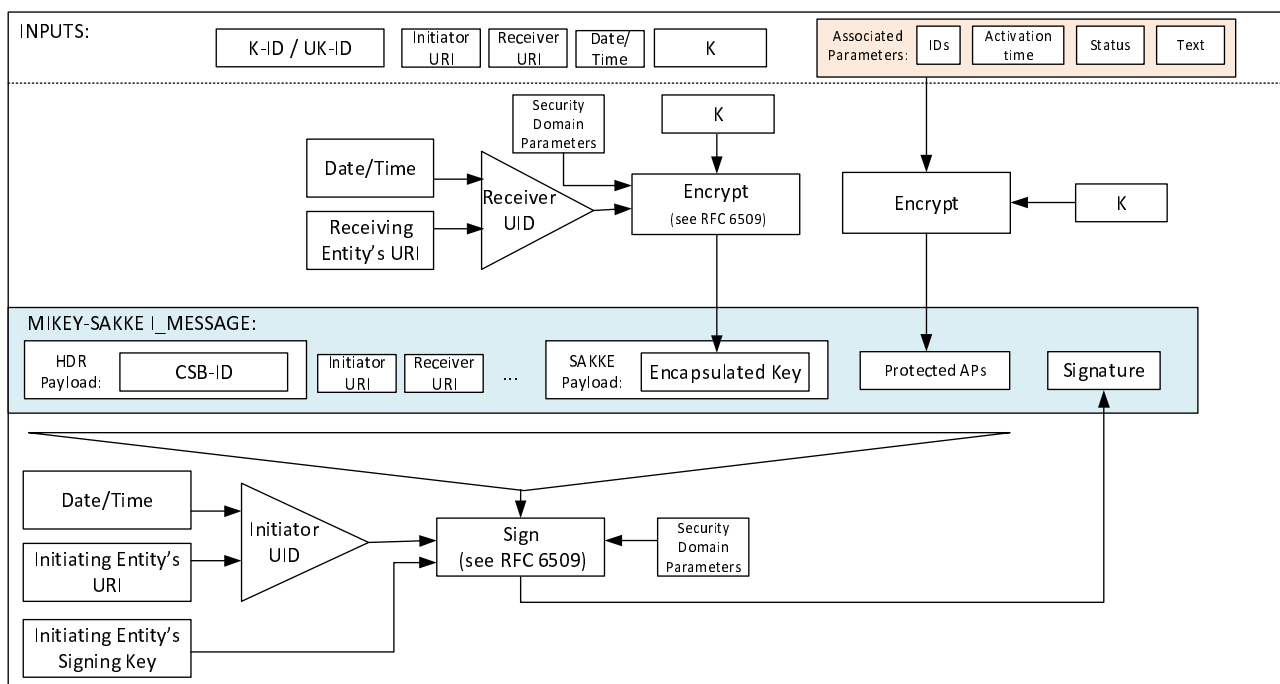 INPUTS:
K-ID / UK-ID
Initiator
URI
Receiver
URI
Date/
Time
K
Associated
Parameters:
IDs
Activation
time
Status
Text
Security
Domain
Parameters
K
Date/Time
Receiving
Entity's URI
Receiver
UID
Encrypt
(see RFC 6509)
Encrypt
K
MIKEY-SAKKE I_MESSAGE:
HDR
Payload:
CSB-ID
Initiator
URI
Receiver
URI
...
SAKKE
Payload:
Encapsulated Key
Protected APs
Signature
Date/Time
Initiating Entity's
URI
Initiating Entity's
Signing Key
Initiator
UID
Sign
(see RFC 6509)
Security
Domain
Parameters